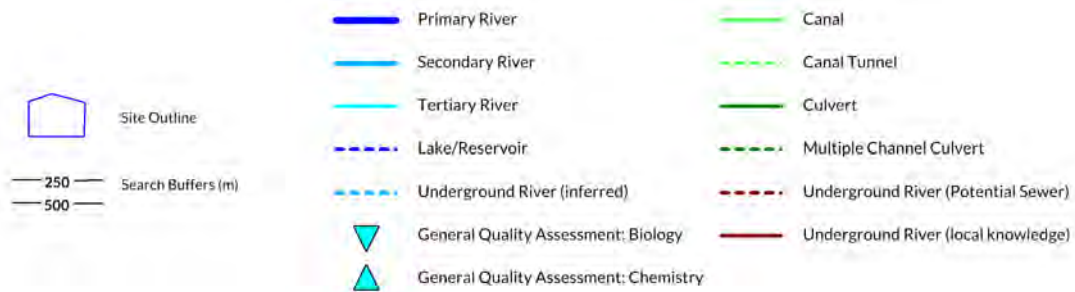 Site Outline
250
500
Search Buffers (m)
Primary River
Secondary River
Tertiary River
Lake/Reservoir
Underground River (inferred)
General Quality Assessment: Biology
General Quality Assessment: Chemistry
Canal
Canal Tunnel
Culvert
Multiple Channel Culvert
Underground River (Potential Sewer)
Underground River (local knowledge)